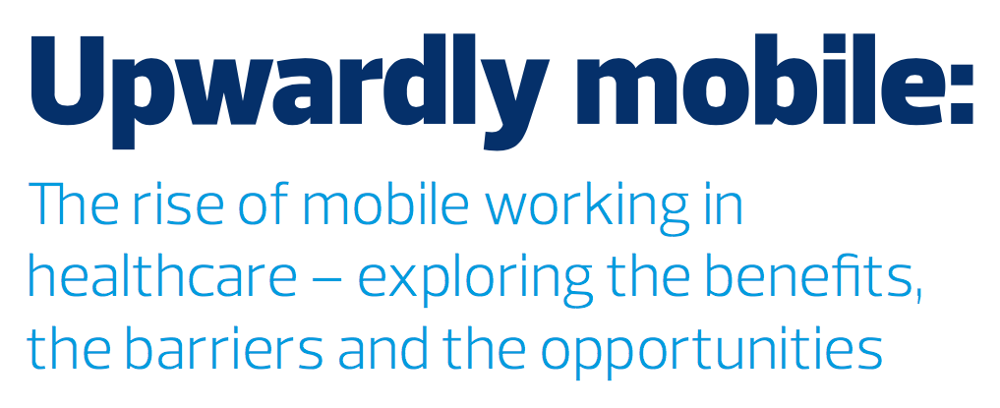 Upwardly mobile:
The rise of mobile working in
healthcare – exploring the benefits,
the barriers and the opportunities